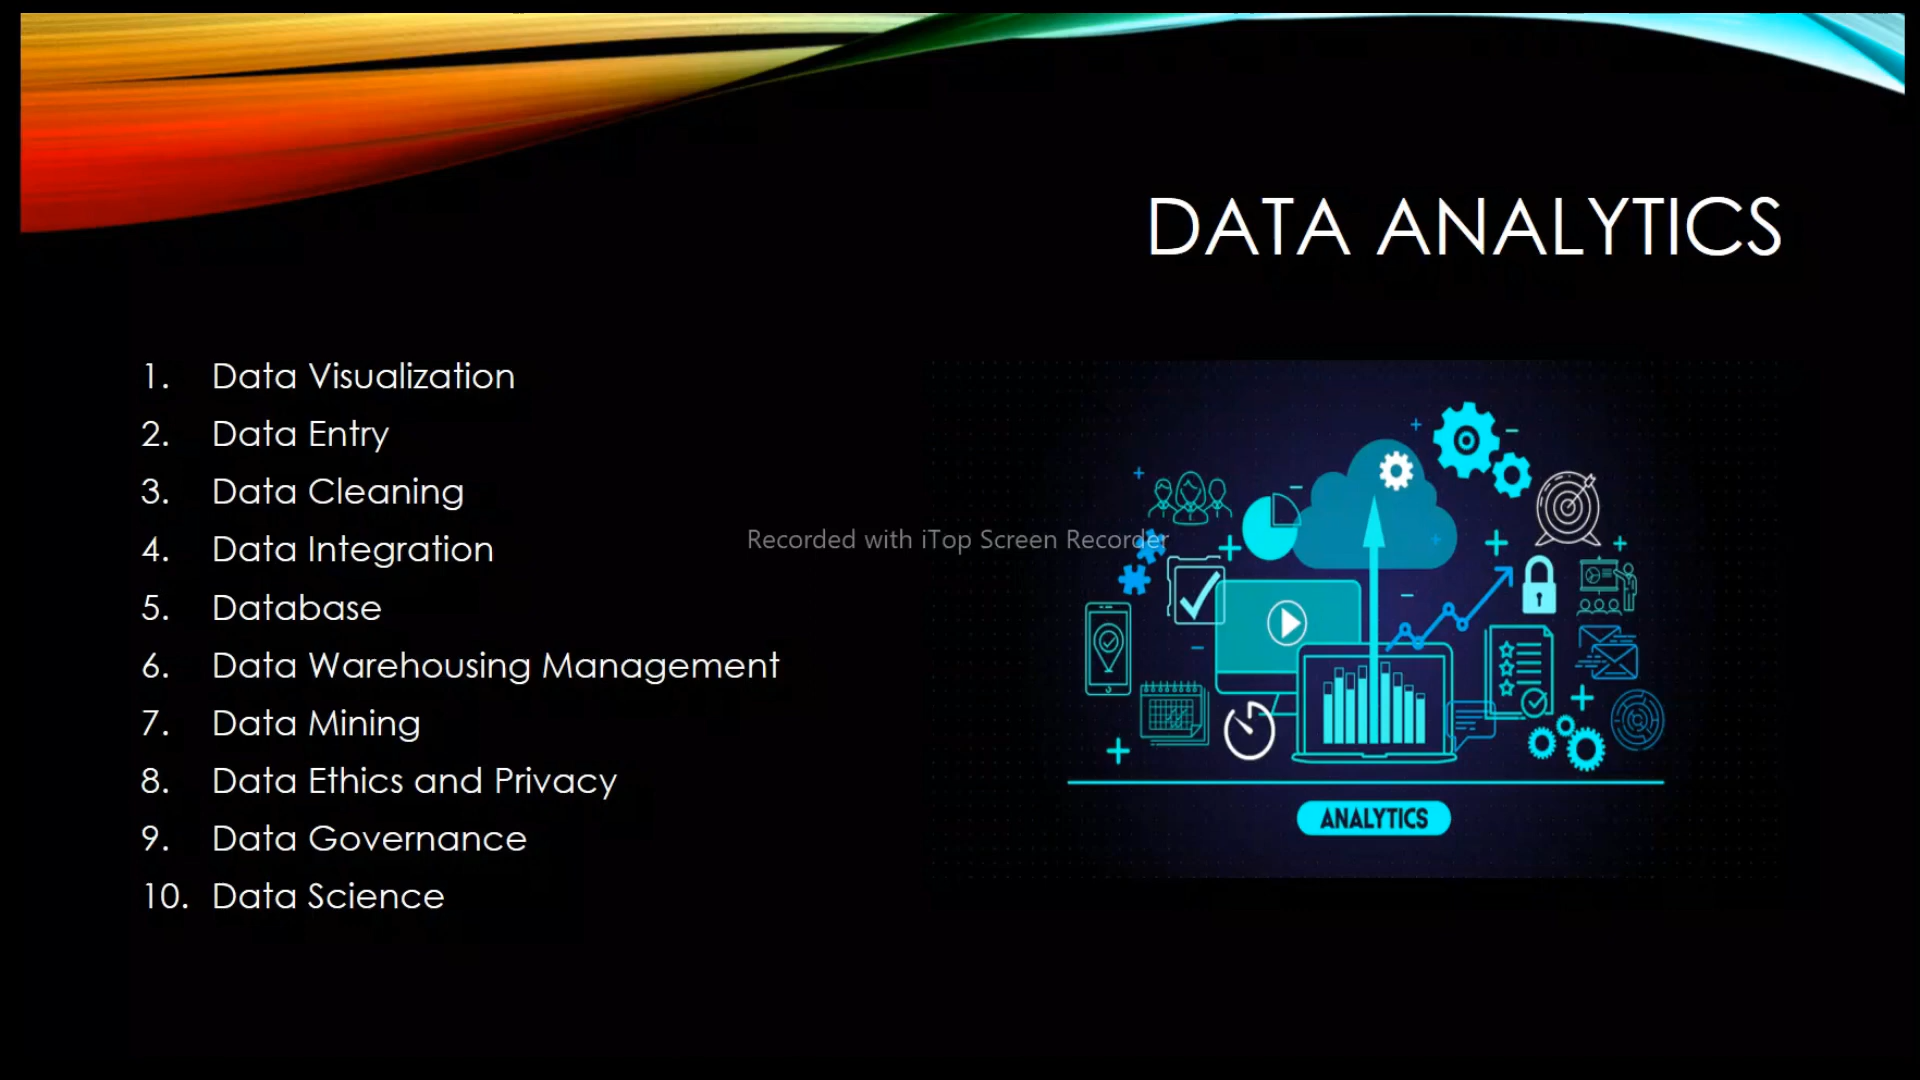 DATA ANALYTICS
1. Data Visualization
2. Data Entry
3. Data Cleaning
4. Data Integration
Recorded with iTop Screen Recorder
5. Database
6. Data Warehousing Management
7. Data Mining
8. Data Ethics and Privacy
9. Data Governance
10. Data Science
ANALYTICS